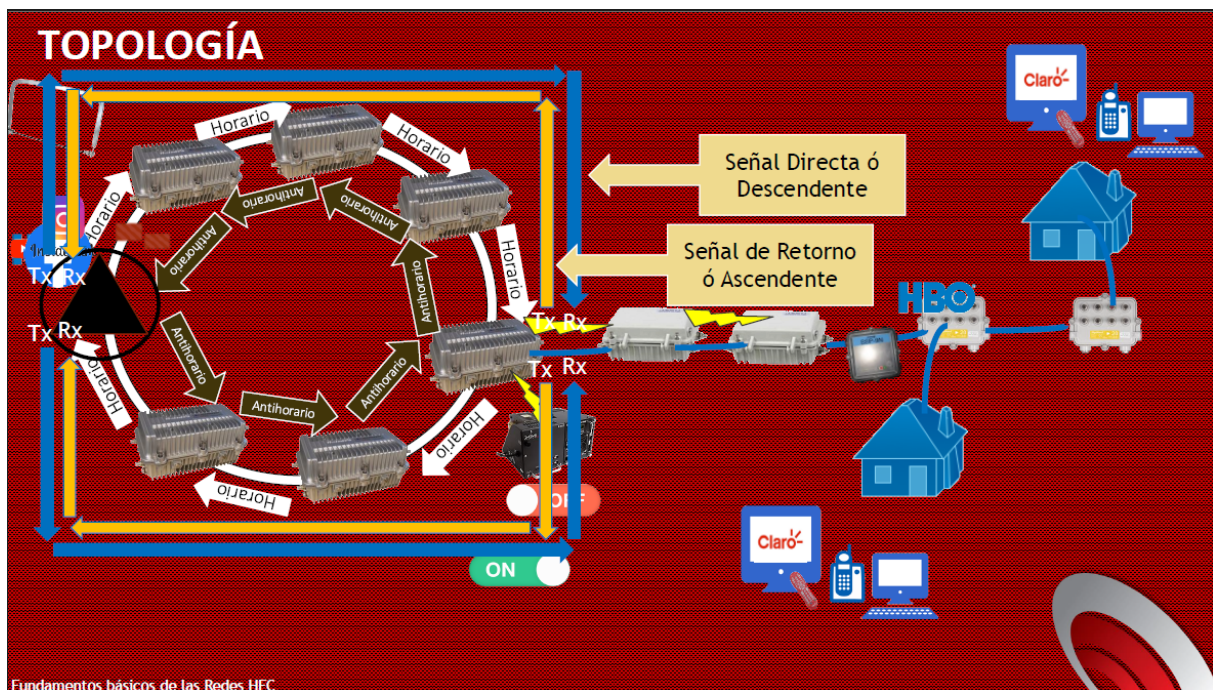 TOPOLOGÍA
Horario
Horario
Horario
Horario
Horario
Horario
Horario
Horario
Antihorario
Antihorario
Antihorario
Antihorario
Antihorario
Antihorario
Antihorario
Antihorario
Señal Directa ó
Descendente
Señal de Retorno
ó Ascendente
Claro
HBO
Tx Rx
Tx Rx
Tx Rx
Tx Rx
OFF
ON
Claro
Fundamentos básicos de las Redes HFC